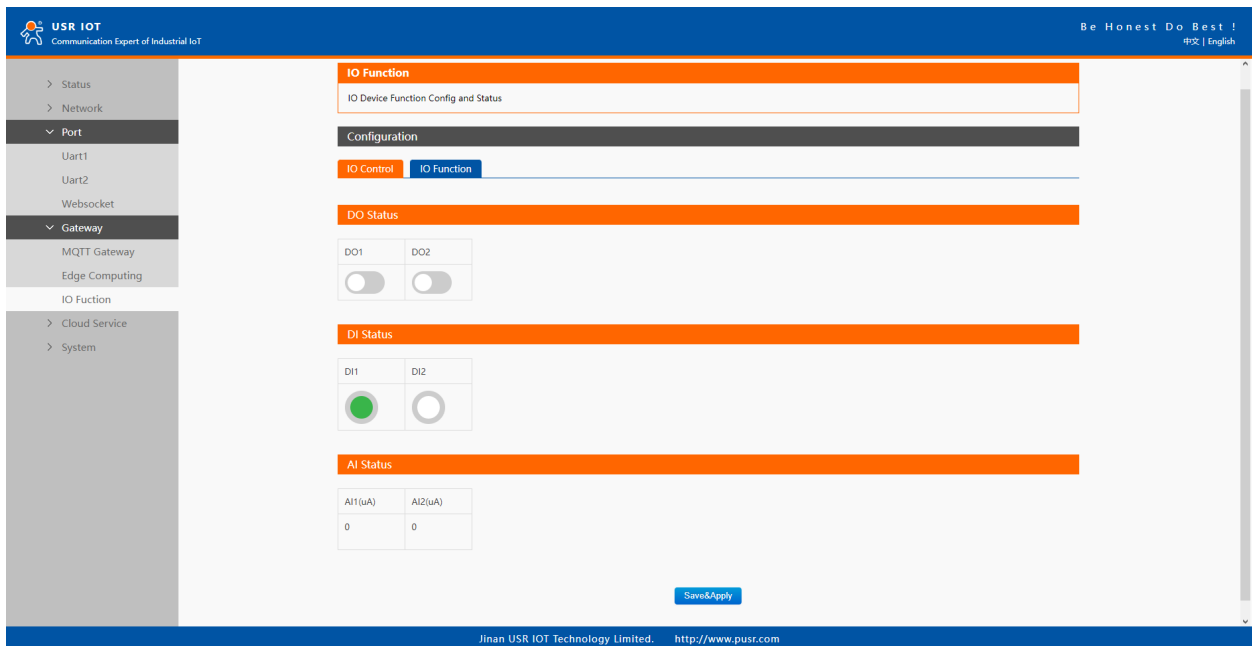 USR IOT
Communication Expert of Industrial IoT
Be Honest Do Best !
中文 | English
Status
Network
Port
Uart1
Uart2
Websocket
Gateway
MQTT Gateway
Edge Computing
IO Fuction
Cloud Service
System
IO Function
IO Device Function Config and Status
Configuration
IO Control IO Function
DO Status
DO1 DO2
DI Status
DI1 DI2
AI Status
AI1(uA) AI2(uA)
0 0
Save&Apply
Jinan USR IOT Technology Limited. http://www.pusr.com